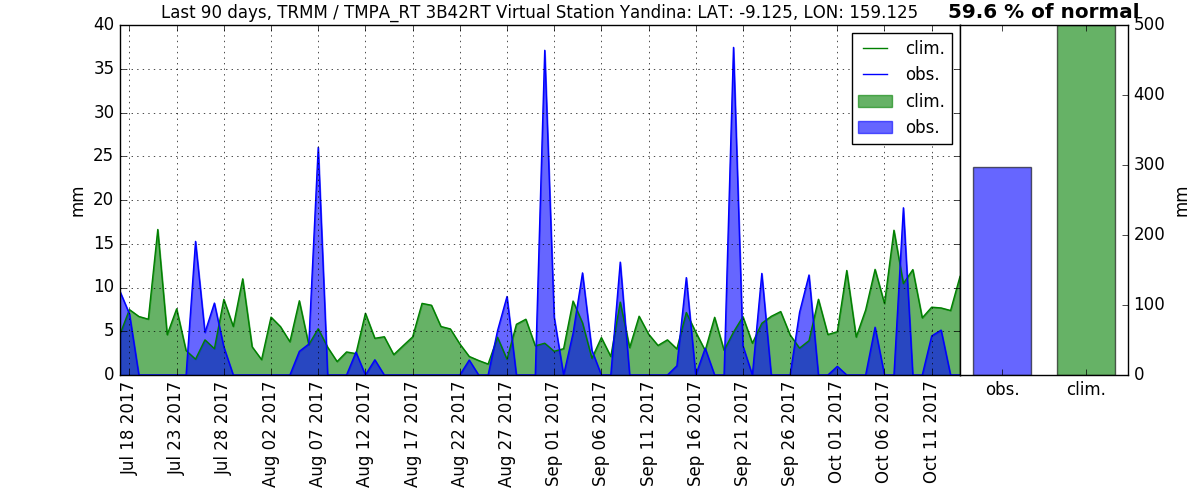 Last 90 days, TRMM / TMPA_RT 3B42RT Virtual Station Yandina: LAT: -9.125, LON: 159.125
59.6 % of normal
40
35
30
25
20
15
10
5
0
mm
clim.
obs.
clim.
obs.
500
400
300
200
100
0
mm
Jul 18 2017
Jul 23 2017
Jul 28 2017
Aug 02 2017
Aug 07 2017
Aug 12 2017
Aug 17 2017
Aug 22 2017
Aug 27 2017
Sep 01 2017
Sep 06 2017
Sep 11 2017
Sep 16 2017
Sep 21 2017
Sep 26 2017
Oct 01 2017
Oct 06 2017
Oct 11 2017
obs.
clim.